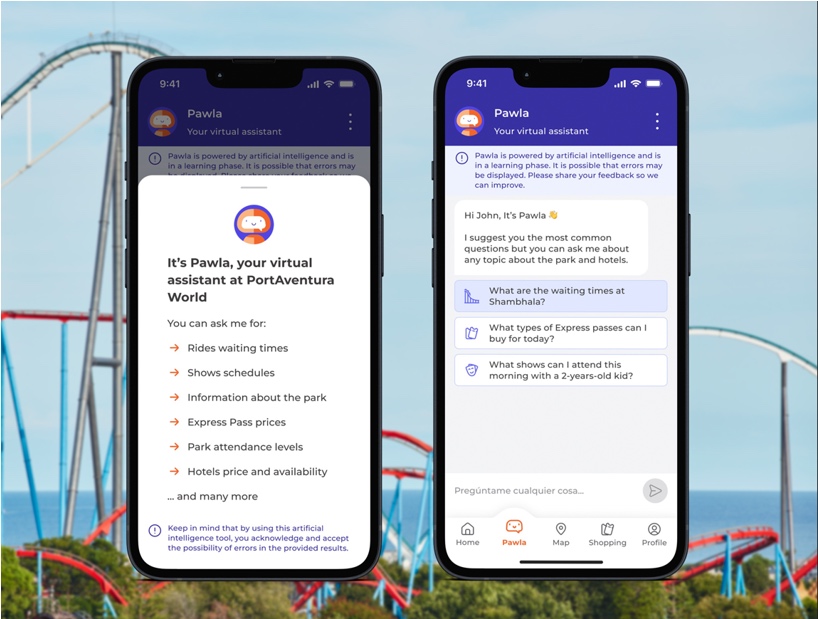 9:41
Pawla
Your virtual assistant
Pawla is powered by artificial intelligence and is
in a learning phase. It is possible that errors may
be displayed. Please share your feedback so we
It's Pawla, your virtual
assistant at PortAventura
World
You can ask me for:
Rides waiting times
Shows schedules
Information about the park
Express Pass prices
Park attendance levels
Hotels price and availability
... and many more
Keep in mind that by using this artificial
intelligence tool, you acknowledge and accept
the possibility of errors in the provided results.
9:41
Pawla
Your virtual assistant
Pawla is powered by artificial intelligence and is
in a learning phase. It is possible that errors may
be displayed. Please share your feedback so we
can improve.
Hi John, It's Pawla 👋
I suggest you the most common
questions but you can ask me about
any topic about the park and hotels.
What are the waiting times at
Shambhala?
What types of Express passes can I
buy for today?
What shows can I attend this
morning with a 2-years-old kid?
Pregúntame cualquier cosa...
Home
Pawla
Map
Shopping
Profile